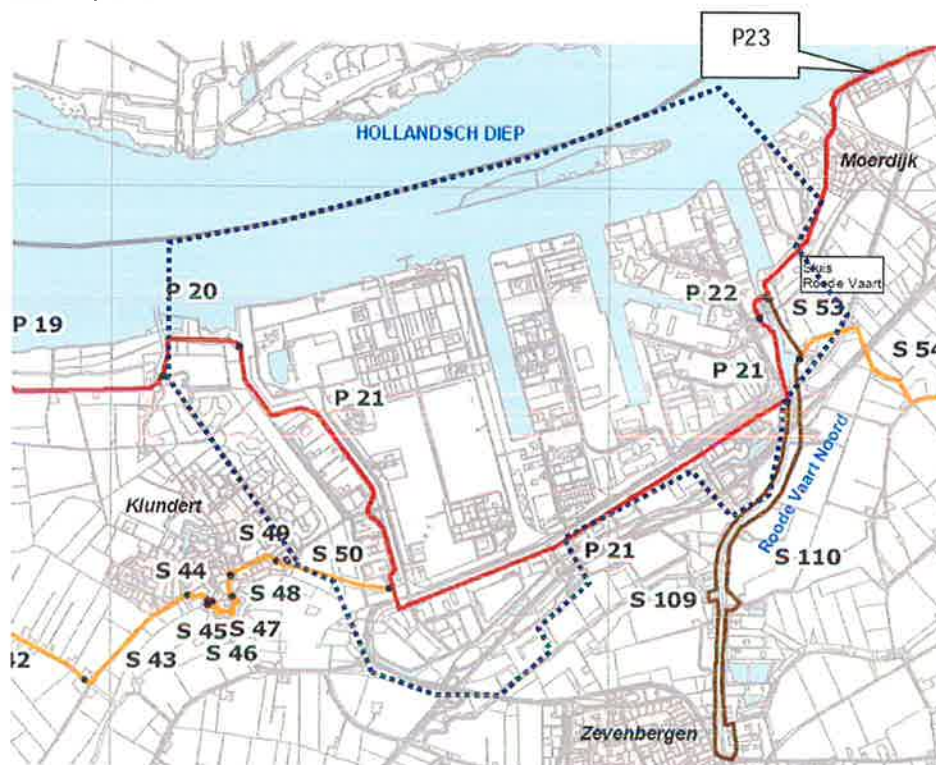 P23
HOLLANDSCH DIEP
Moerdijk
P 20
P 22
Sluis
Roode Vaart
S 53
P 19
S 54
P 21
P 21
Klundert
Roode Vaart Noord
S 49
S 50
P 21
S 110
S 44
S 48
S 109
S 45
S 47
S 46
42
S 43
Zevenbergen